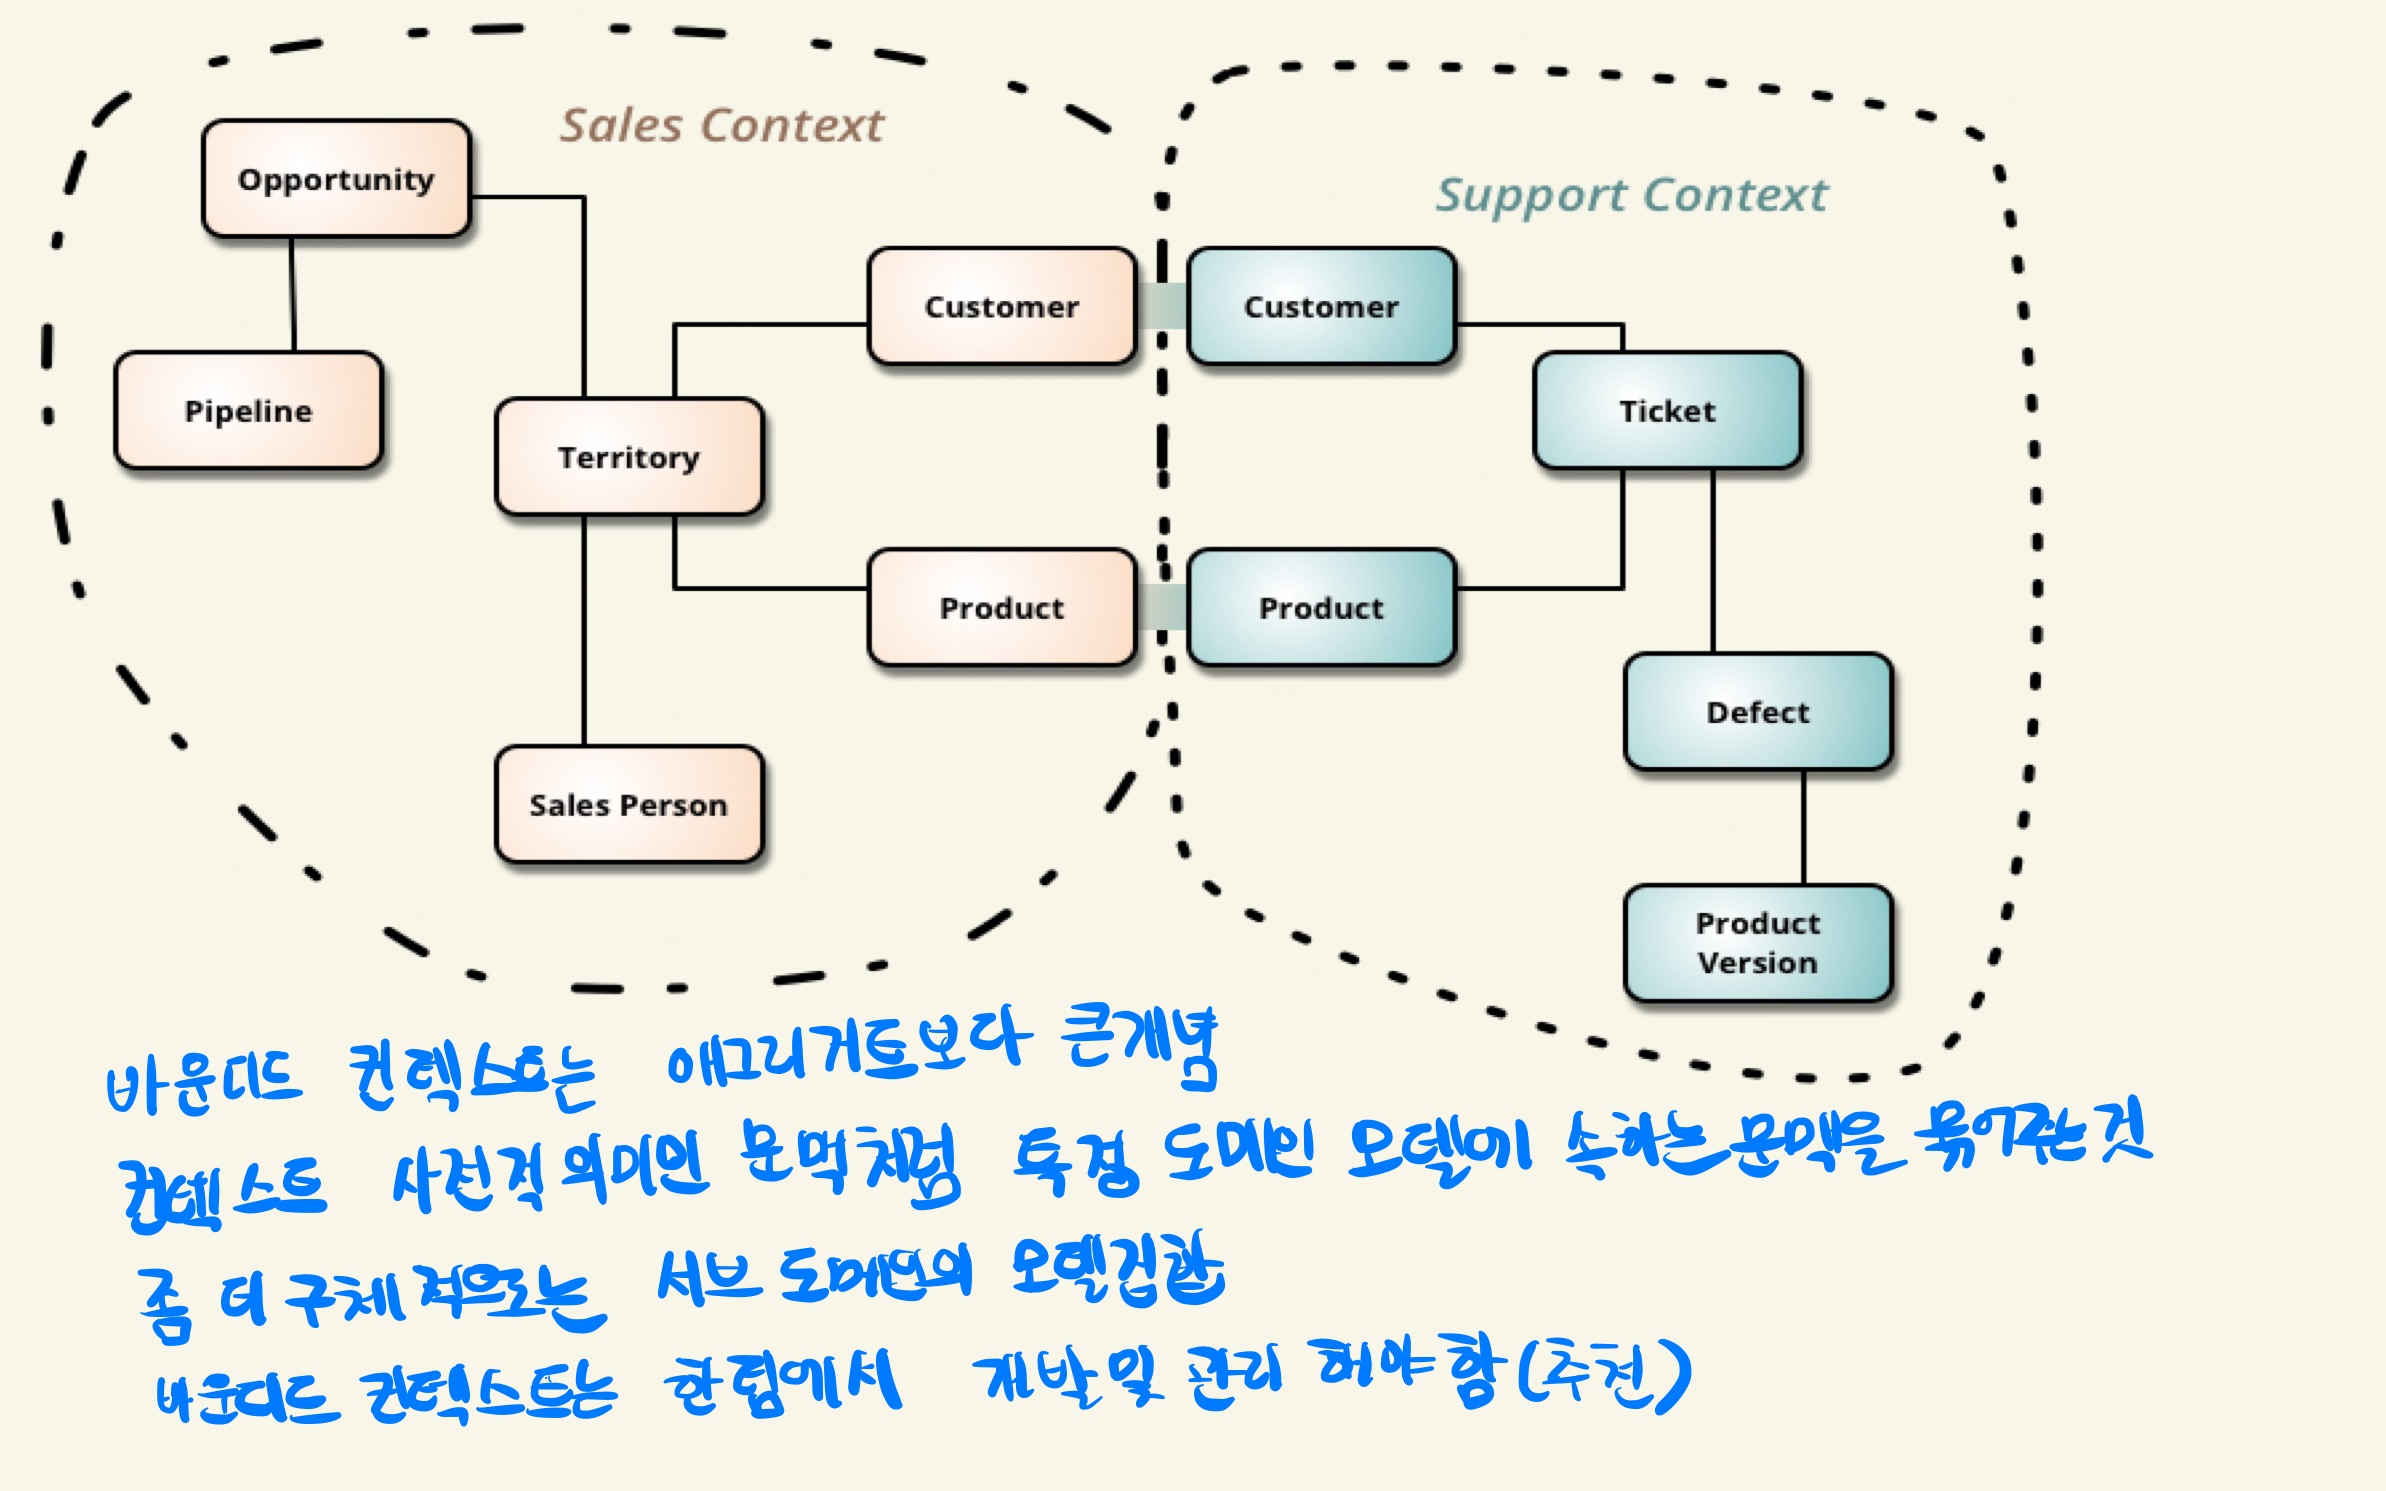 Sales Context
Support Context
Opportunity
Customer
Customer
Pipeline
Ticket
Territory
Product
Product
Defect
Sales Person
Product
Version
바운디드 컨텍스트는 애그리거트보다 큰개념
컨텍스트 사전적 의미인 문맥처럼 특정 도메인 모델에 속하는 문맥을 묶어주는것
좀 더 구체적으로는 서브 도메인의 모델집합
바운디드 컨텍스트는 한팀에서 개발 및 관리 해야함 (추천)